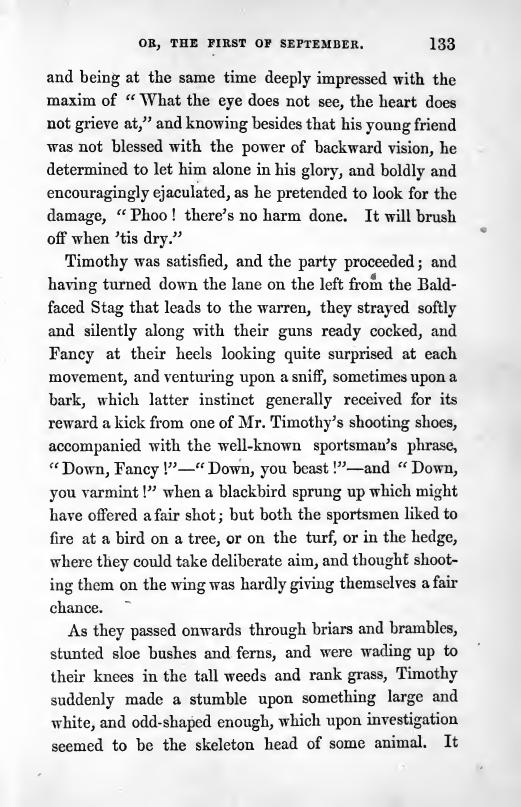 OR, THE FIRST OF SEPTEMBER. 133
and being at the same time deeply impressed with the
maxim of “ What the eye does not see, the heart does
not grieve at,” and knowing besides that his young friend
was not blessed with the power of backward vision, he
determined to let him alone in his glory, and boldly and
encouragingly ejaculated, as he pretended to look for the
damage, “ Phoo ! there’s no harm done. It will brush
off when ’tis dry.”
Timothy was satisfied, and the party proceeded ; and
having turned down the lane on the left from the Bald-
faced Stag that leads to the warren, they strayed softly
and silently along with their guns ready cocked, and
Fancy at their heels looking quite surprised at each
movement, and venturing upon a sniff, sometimes upon a
bark, which latter instinct generally received for its
reward a kick from one of Mr. Timothy’s shooting shoes,
accompanied with the well-known sportsman’s phrase,
“ Down, Fancy !”—“ Down, you beast !”—and “ Down,
you varmint !” when a blackbird sprung up which might
have offered a fair shot ; but both the sportsmen liked to
fire at a bird on a tree, or on the turf, or in the hedge,
where they could take deliberate aim, and thought shoot-
ing them on the wing was hardly giving themselves a fair
chance.
As they passed onwards through briars and brambles,
stunted sloe bushes and ferns, and were wading up to
their knees in the tall weeds and rank grass, Timothy
suddenly made a stumble upon something large and
white, and odd-shaped enough, which upon investigation
seemed to be the skeleton head of some animal. It